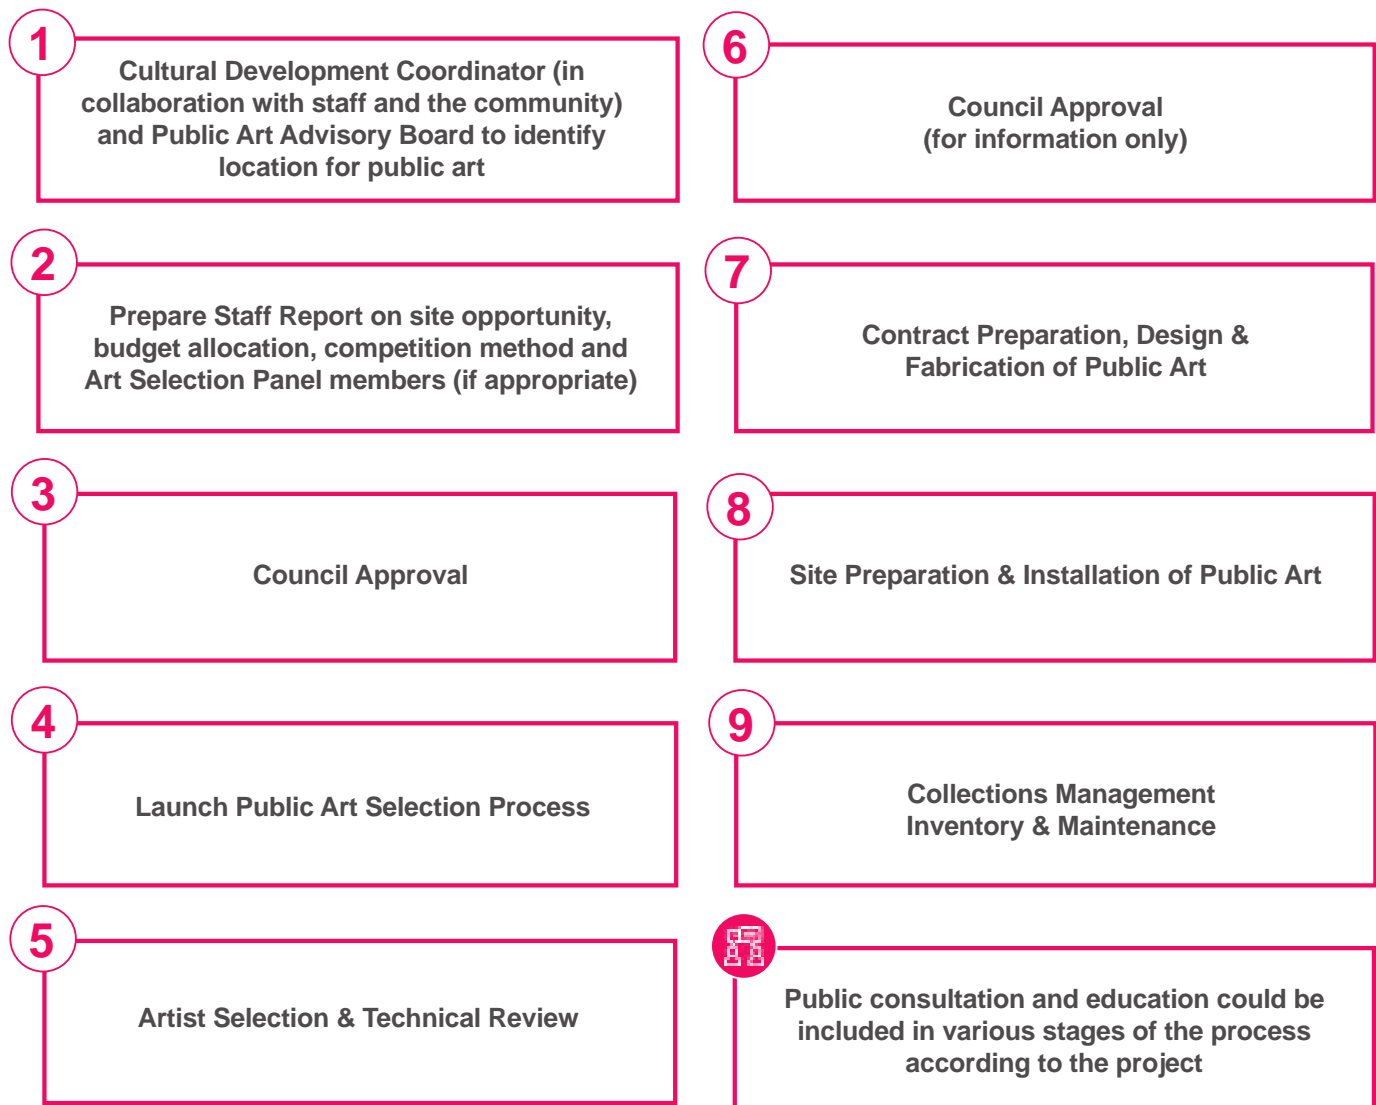 1
Cultural Development Coordinator (in
collaboration with staff and the community)
and Public Art Advisory Board to identify
location for public art
2
Prepare Staff Report on site opportunity,
budget allocation, competition method and
Art Selection Panel members (if appropriate)
3
Council Approval
4
Launch Public Art Selection Process
5
Artist Selection & Technical Review
6
Council Approval
(for information only)
7
Contract Preparation, Design &
Fabrication of Public Art
8
Site Preparation & Installation of Public Art
9
Collections Management
Inventory & Maintenance
Public consultation and education could be
included in various stages of the process
according to the project